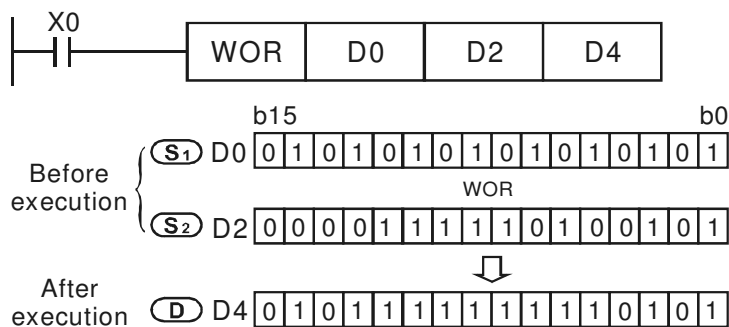 X0
WOR D0 D2 D4
b15 b0
S1 D0 0 1 0 1 0 1 0 1 0 1 0 1 0 1 0 1
Before
execution
WOR
S2 D2 0 0 0 0 1 1 1 1 1 0 1 0 0 1 0 1
After
execution
D D4 0 1 0 1 1 1 1 1 1 1 1 1 0 1 0 1